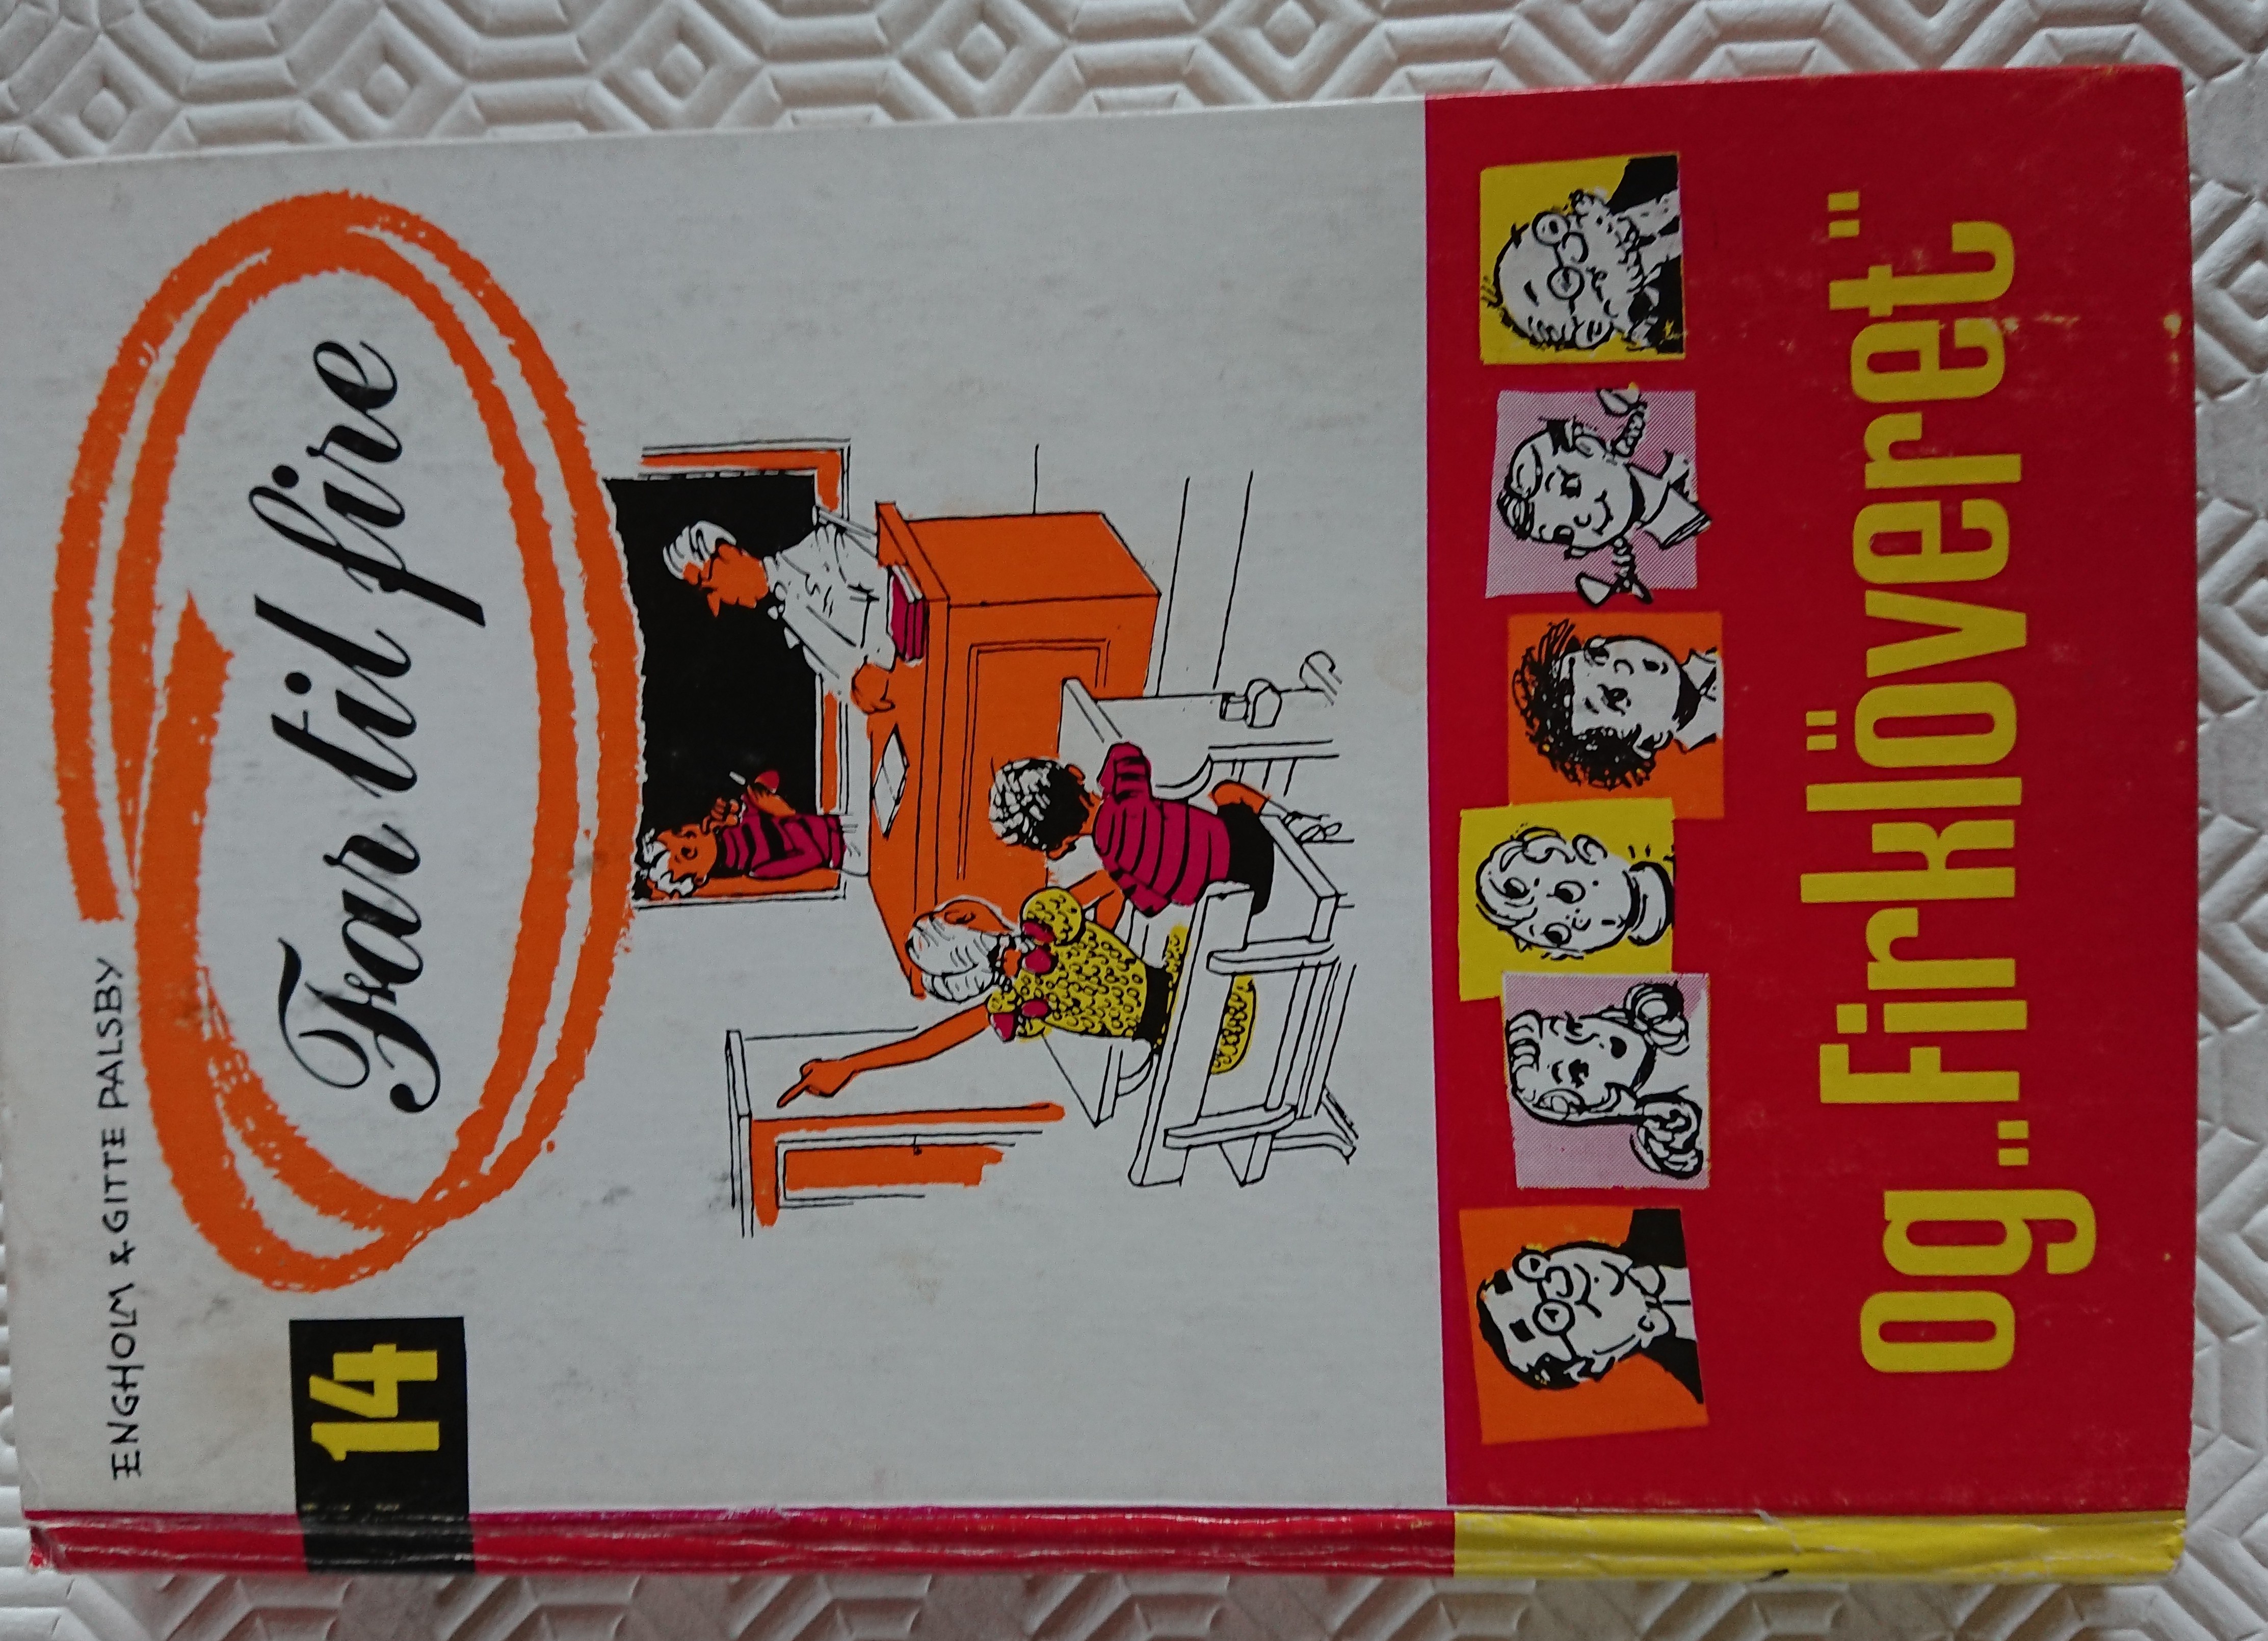 ENGHOLM & GITTE PALSBY
14
Far til fire
og „Firklöveret"